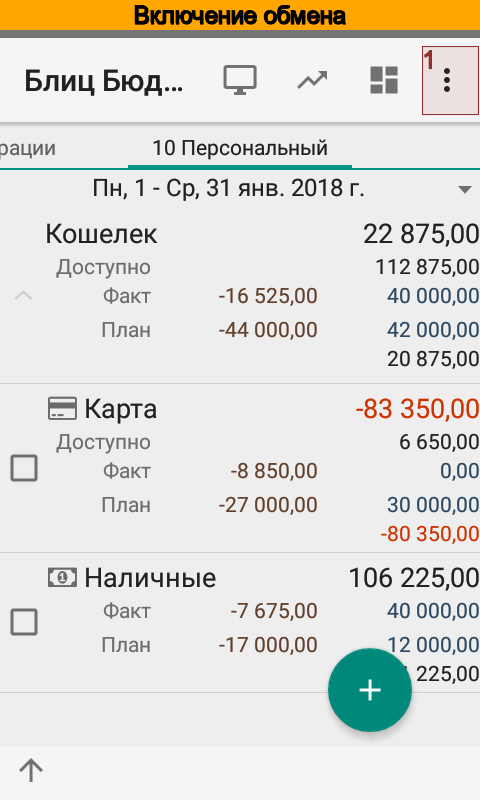 Включение обмена
1
Блиц Бюд...
рации
10 Персональный
Пн, 1 - Ср, 31 янв. 2018 г.
Кошелек 22 875,00
Доступно 112 875,00
Факт -16 525,00 40 000,00
План -44 000,00 42 000,00
20 875,00
Карта -83 350,00
Доступно 6 650,00
Факт -8 850,00 0,00
План -27 000,00 30 000,00
-80 350,00
Наличные 106 225,00
Факт -7 675,00 40 000,00
План -17 000,00 12 000,00
225,00